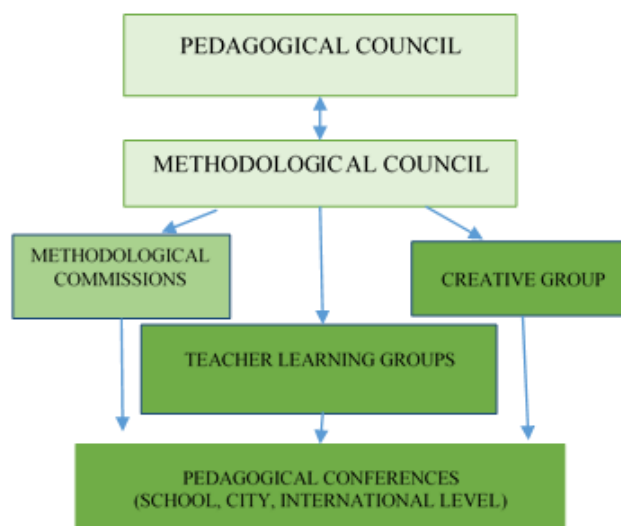 PEDAGOGICAL COUNCIL
METHODOLOGICAL COUNCIL
METHODOLOGICAL
COMMISSIONS
CREATIVE GROUP
TEACHER LEARNING GROUPS
PEDAGOGICAL CONFERENCES
(SCHOOL, CITY, INTERNATIONAL LEVEL)